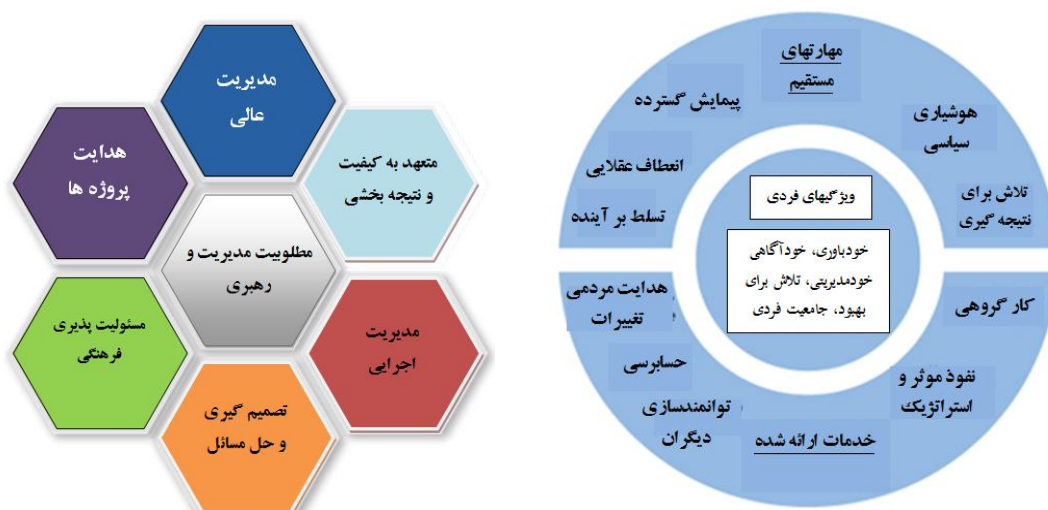 مهارتهای
مستقیم
هوشیاری
سیاسی
تلاش برای
نتیجه گیری
پیمایش گسترده
انعطاف عقلایی
تسلط بر آینده
ویژگیهای فردی
خودباوری، خودآگاهی
خودمدیریتی، تلاش برای
بهبود، جامعیت فردی
کار گروهی
نفوذ موثر و
استراتژیک
خدمات ارائه شده
توانمندسازی
دیگران
حسابرسی
هدایت مردمی
تغییرات
مدیریت
عالی
متعهد به کیفیت
و نتیجه بخشی
هدایت
پروژه ها
مطلوبیت مدیریت و
رهبری
مسئولیت پذیری
فرهنگی
مدیریت
اجرایی
تصمیم گیری
و حل مسائل